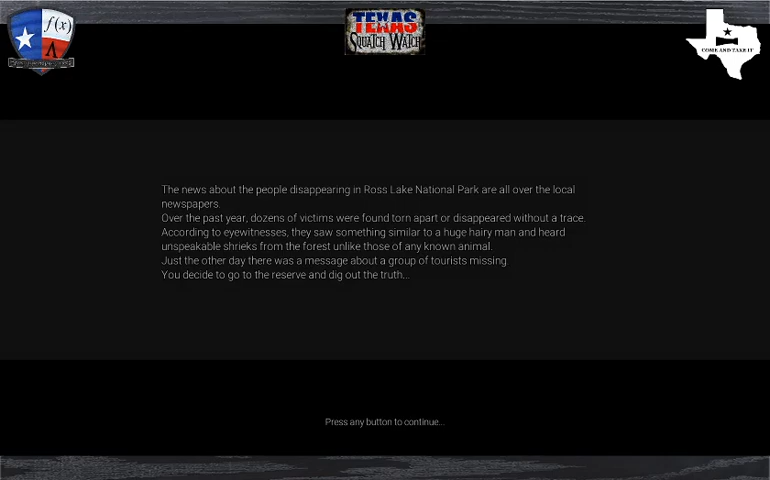 f(x)
TEXAS
SQUATCH WATCH
COME AND TAKE IT
The news about the people disappearing in Ross Lake National Park are all over the local
newspapers.
Over the past year, dozens of victims were found torn apart or disappeared without a trace.
According to eyewitnesses, they saw something similar to a huge hairy man and heard
unspeakable shrieks from the forest unlike those of any known animal.
Just the other day there was a message about a group of tourists missing
You decide to go to the reserve and dig out the truth...
Press any button to continue...